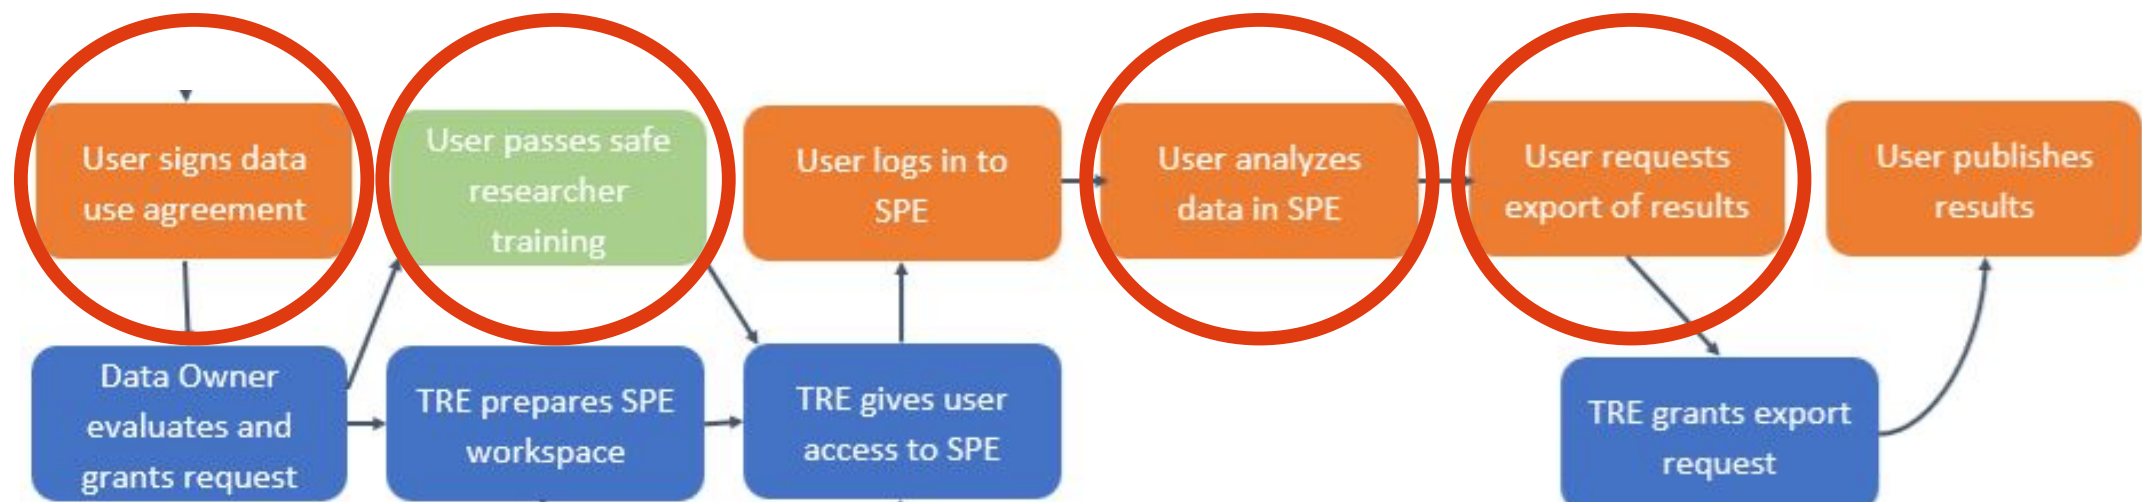 User signs data
use agreement
User passes safe
researcher
training
User logs in to
SPE
User analyzes
data in SPE
User requests
export of results
User publishes
results
Data Owner
evaluates and
grants request
TRE prepares SPE
workspace
TRE gives user
access to SPE
TRE grants export
request